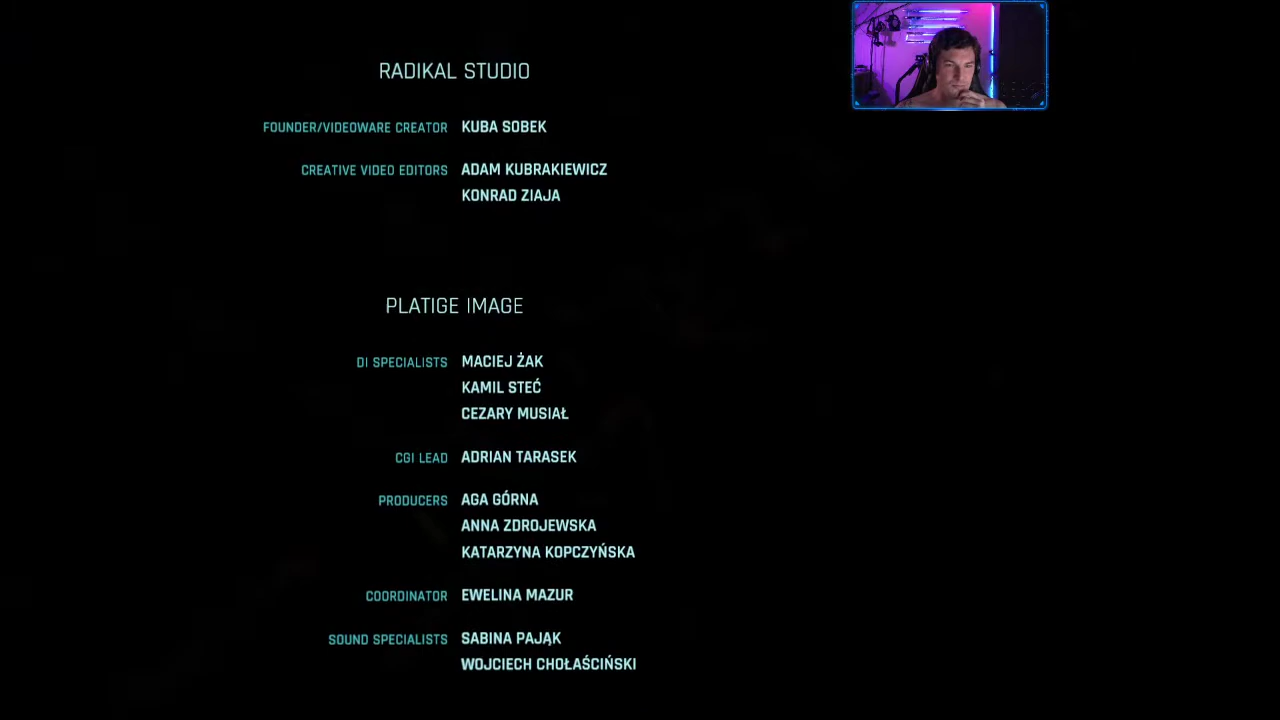 RADIKAL STUDIO
FOUNDER/VIDEOWARE CREATOR KUBA SOBEK
CREATIVE VIDEO EDITORS ADAM KUBRAKIEWICZ
KONRAD ZIAJA
PLATIGE IMAGE
DI SPECIALISTS MACIEJ ŻAK
KAMIL STEĆ
CEZARY MUSIAŁ
CGI LEAD ADRIAN TARASEK
PRODUCERS AGA GÓRNA
ANNA ZDROJEWSKA
KATARZYNA KOPCZYŃSKA
COORDINATOR EWELINA MAZUR
SOUND SPECIALISTS SABINA PAJĄK
WOJCIECH CHOŁAŚCIŃSKI